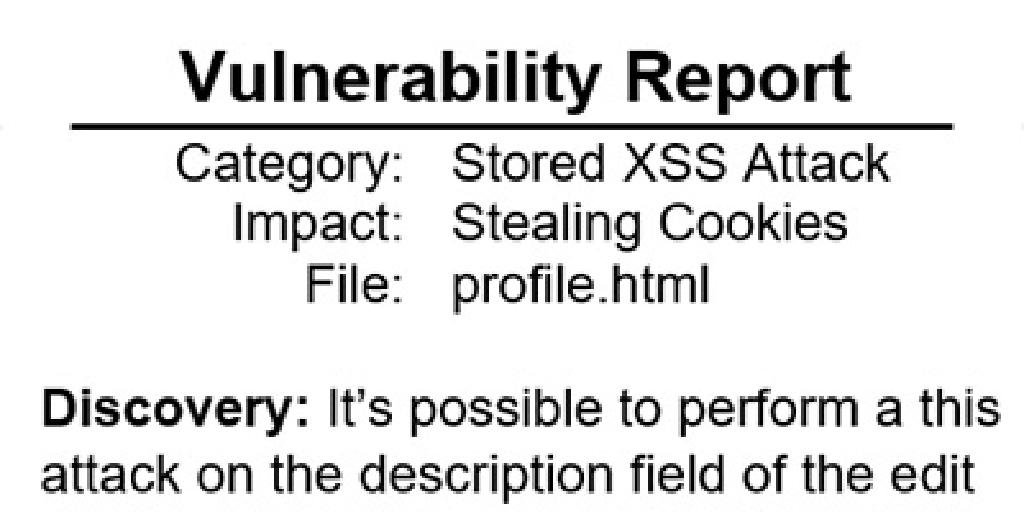 Vulnerability Report
Category: Stored XSS Attack
Impact: Stealing Cookies
File: profile.html
Discovery: It’s possible to perform a this
attack on the description field of the edit